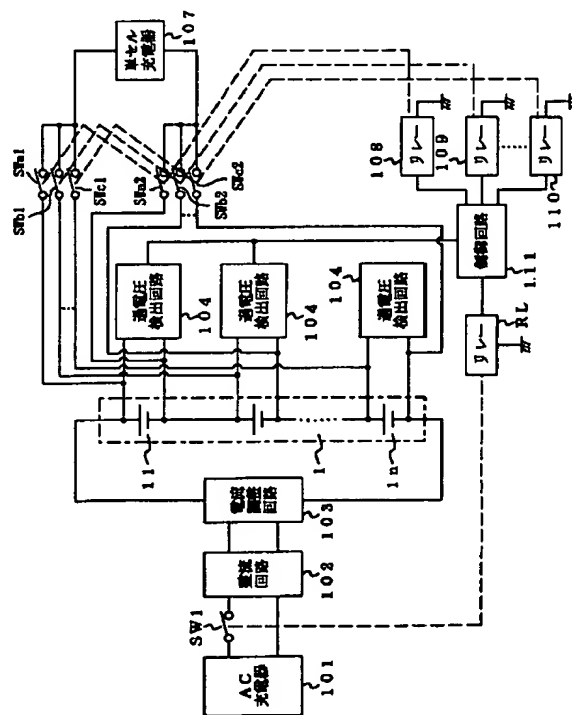 AC
充電器
101
SW1
整流
回路
102
電流
調整
回路
103
11
1
1n
過電圧
検出回路
104
過電圧
検出回路
104
過電圧
検出回路
104
SWa1
SWb1
SWc1
SWa2
SWb2
SWc2
単セル
充電器
107
リレー
108
リレー
109
リレー
110
制御回路
111
リレー
RL